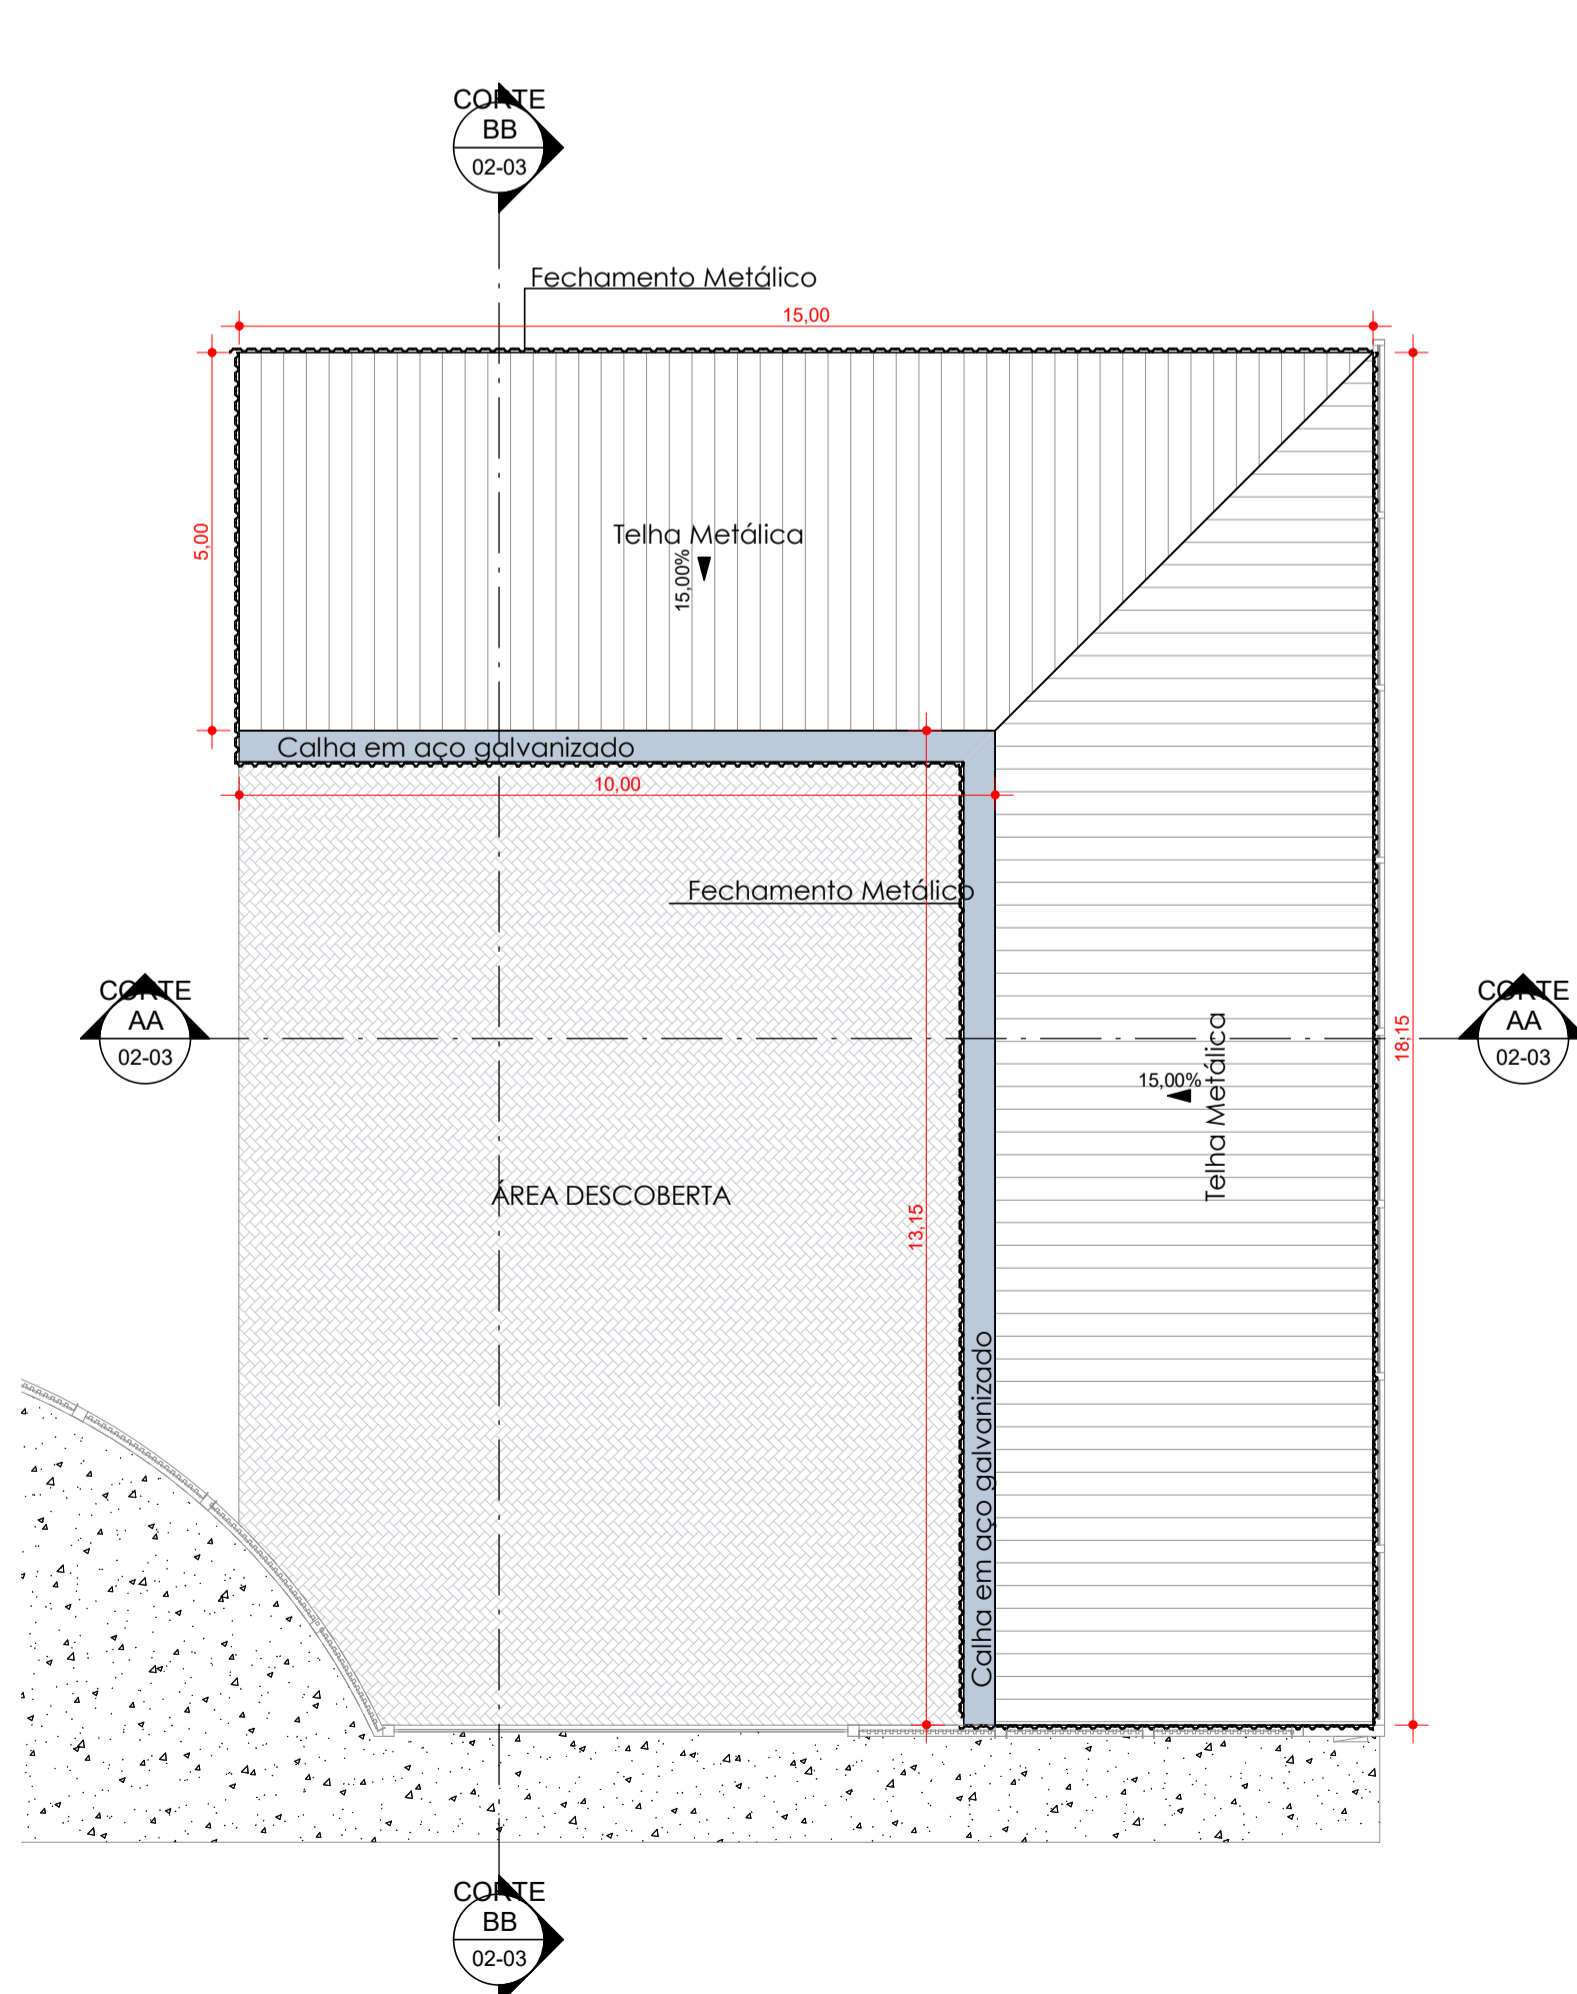 CORTE
BB
02-03
Fechamento Metálico
15,00
5,00
Telha Metálica
15,00%
Calha em aço galvanizado
10,00
Fechamento Metálico
CORTE
AA
02-03
CORTE
AA
02-03
18,15
15,00%
Telha Metálica
ÁREA DESCOBERTA
13,15
Calha em aço galvanizado
CORTE
BB
02-03